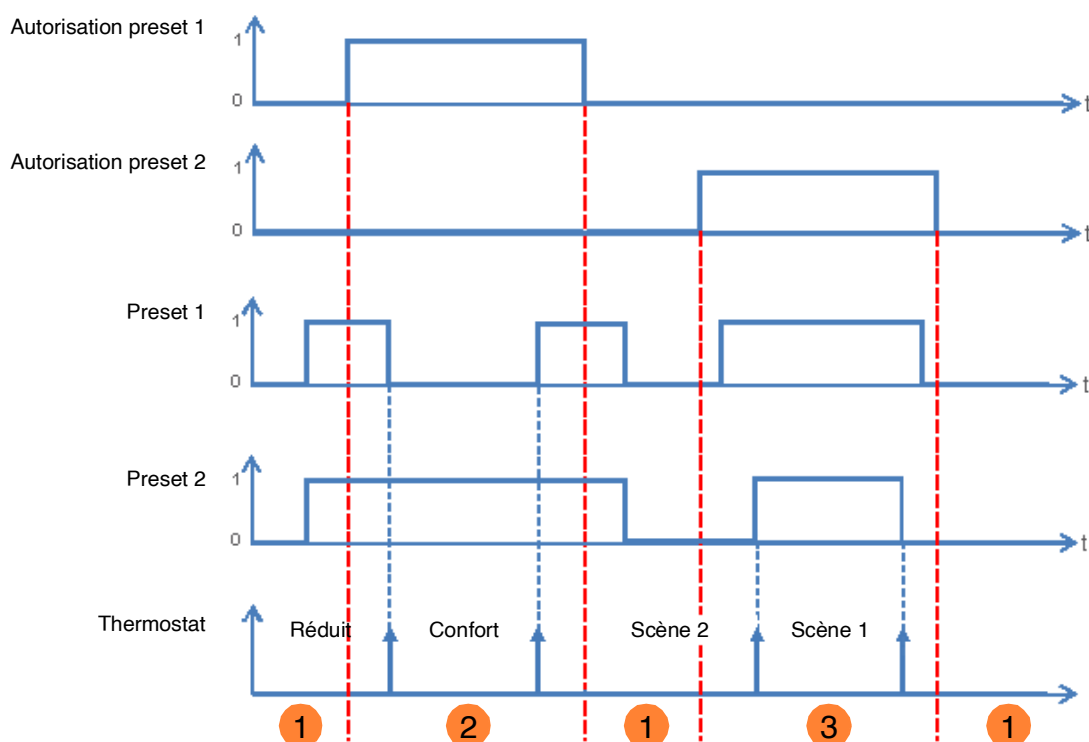 Autorisation preset 1
1
0
t
Autorisation preset 2
1
0
t
Preset 1
1
0
t
Preset 2
1
0
t
Thermostat
Réduit
Confort
Scène 2
Scène 1
1
2
1
3
1